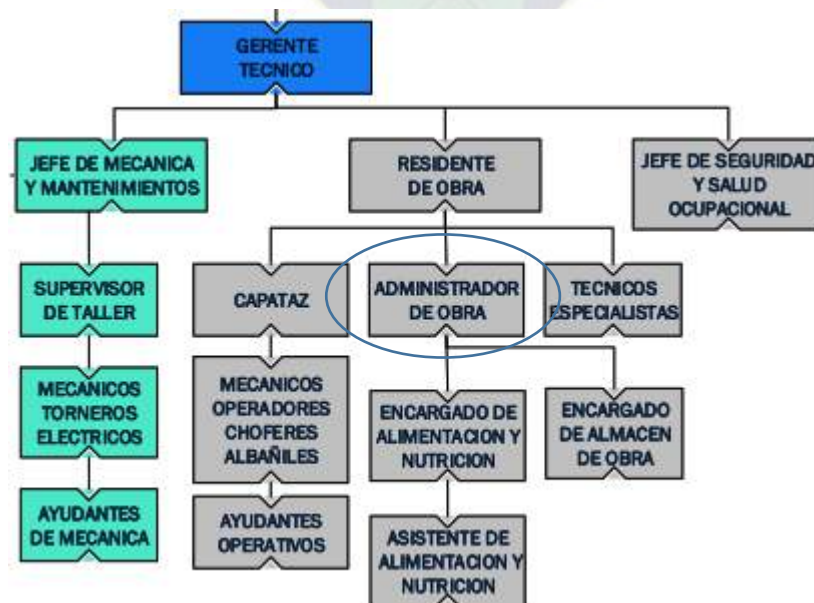 GERENTE
TECNICO
JEFE DE MECANICA
Y MANTENIMIENTOS
RESIDENTE
DE OBRA
JEFE DE SEGURIDAD
Y SALUD
OCUPACIONAL
SUPERVISOR
DE TALLER
CAPATAZ
ADMINISTRADOR
DE OBRA
TECNICOS
ESPECIALISTAS
MECANICOS
TORNEROS
ELECTRICOS
MECANICOS
OPERADORES
CHOFERES
ALBAÑILES
ENCARGADO DE
ALIMENTACION Y
NUTRICION
ENCARGADO
DE ALMACEN
DE OBRA
AYUDANTES
DE MECANICA
AYUDANTES
OPERATIVOS
ASISTENTE DE
ALIMENTACION Y
NUTRICION